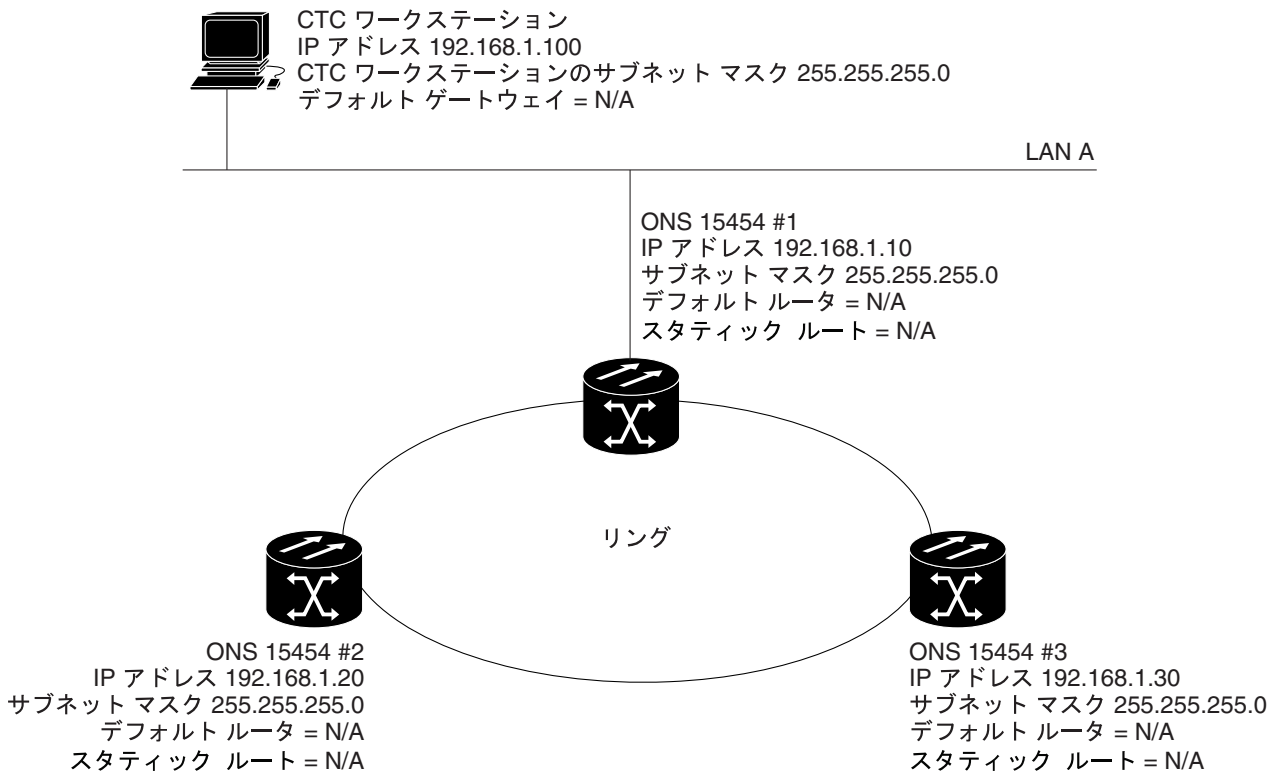 CTC ワークステーション
IP アドレス 192.168.1.100
CTC ワークステーションのサブネット マスク 255.255.255.0
デフォルト ゲートウェイ = N/A
LAN A
ONS 15454 #1
IP アドレス 192.168.1.10
サブネット マスク 255.255.255.0
デフォルト ルータ = N/A
スタティック ルート = N/A
リング
ONS 15454 #2
IP アドレス 192.168.1.20
サブネット マスク 255.255.255.0
デフォルト ルータ = N/A
スタティック ルート = N/A
ONS 15454 #3
IP アドレス 192.168.1.30
サブネット マスク 255.255.255.0
デフォルト ルータ = N/A
スタティック ルート = N/A